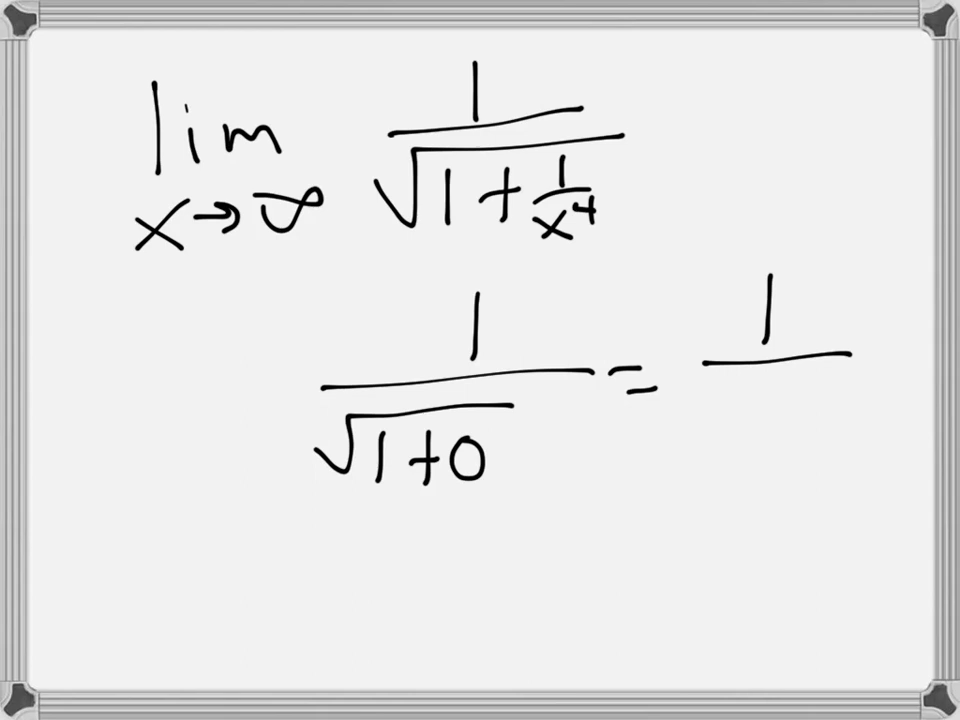 lim x→∞ 1/√(1 + 1/x⁴)
1/√(1+0) = 1/